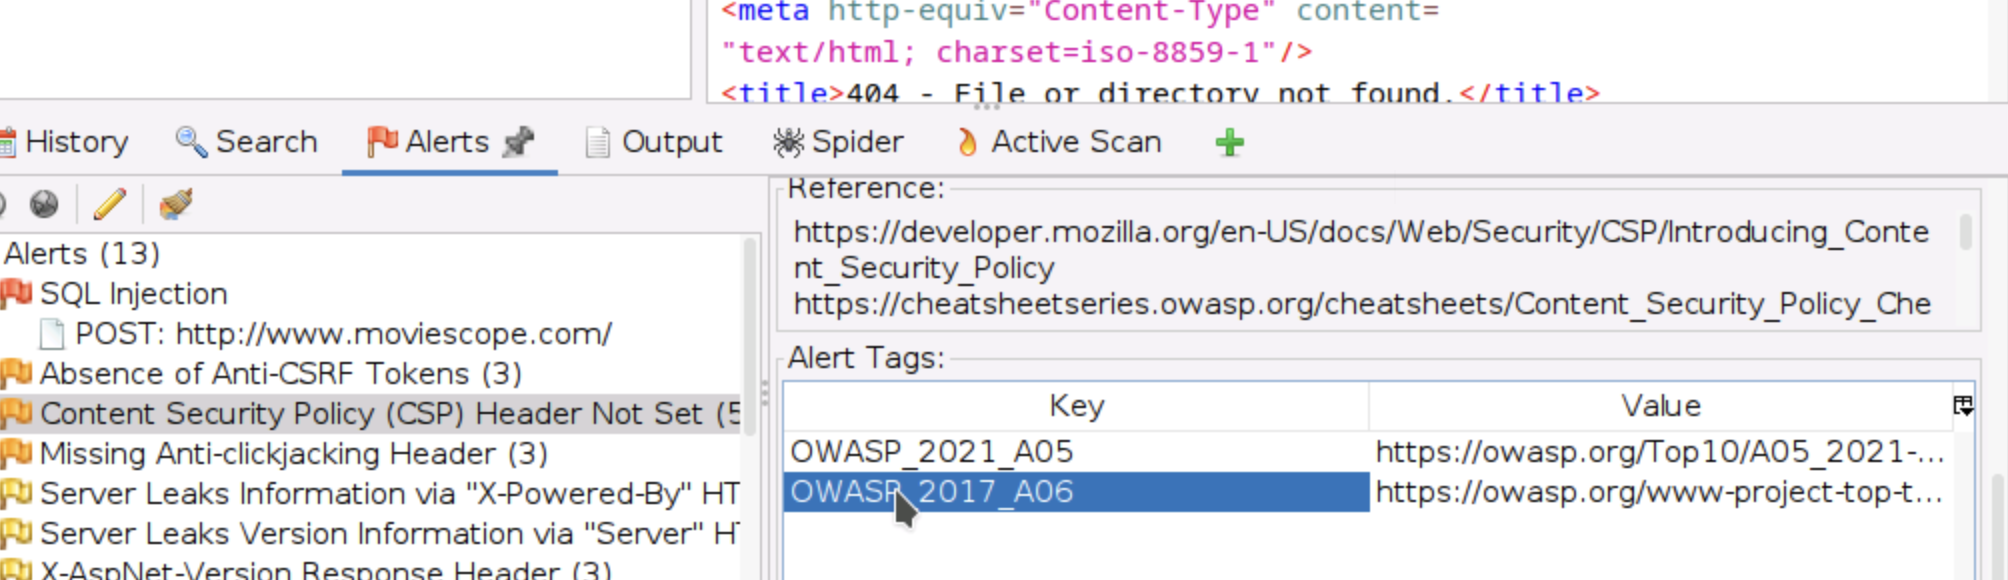 <meta http-equiv="Content-Type" content=
"text/html; charset=iso-8859-1"/>
<title>404 - File or directory not found.</title>
History Search Alerts Output Spider Active Scan
Alerts (13)
SQL Injection
POST: http://www.moviescope.com/
Absence of Anti-CSRF Tokens (3)
Content Security Policy (CSP) Header Not Set (5
Missing Anti-clickjacking Header (3)
Server Leaks Information via "X-Powered-By" HT
Server Leaks Version Information via "Server" HT
X-AspNet-Version Response Header (3)
Reference:
https://developer.mozilla.org/en-US/docs/Web/Security/CSP/Introducing_Conte
nt_Security_Policy
https://cheatsheetseries.owasp.org/cheatsheets/Content_Security_Policy_Che
Alert Tags:
Key Value
OWASP_2021_A05 https://owasp.org/Top10/A05_2021-...
OWASP_2017_A06 https://owasp.org/www-project-top-t...